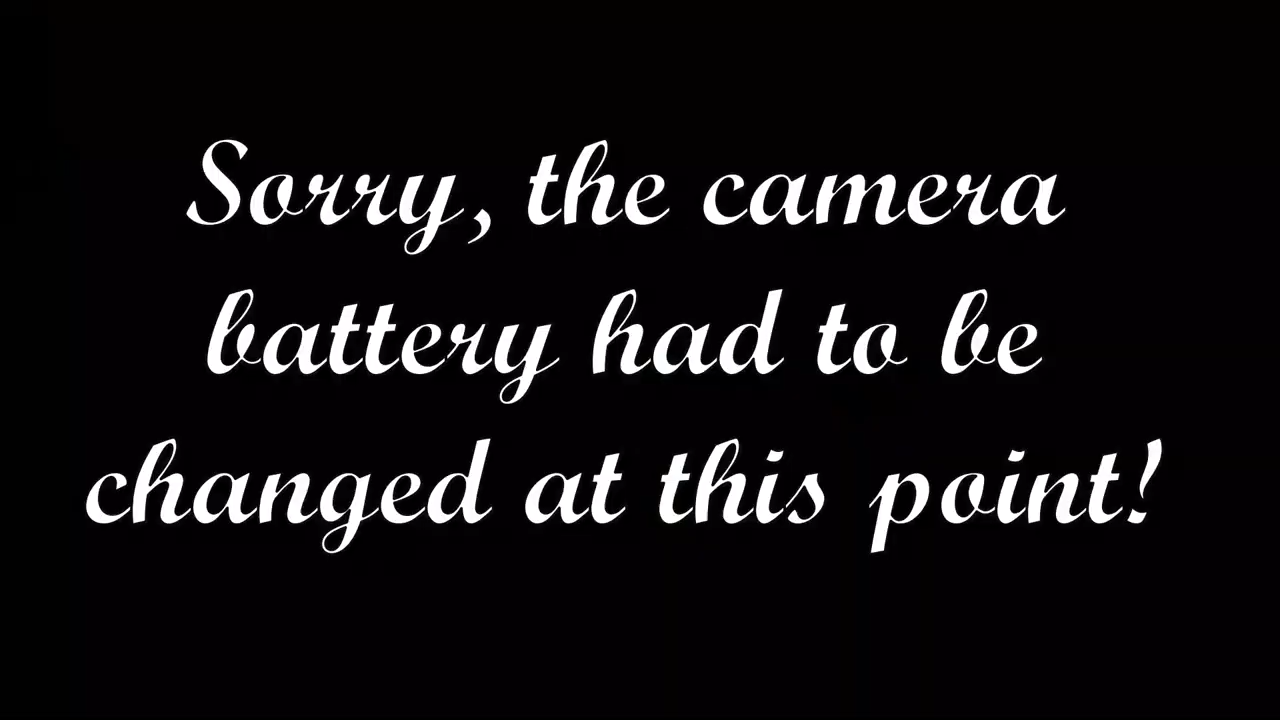 Sorry, the camera
battery had to be
changed at this point!